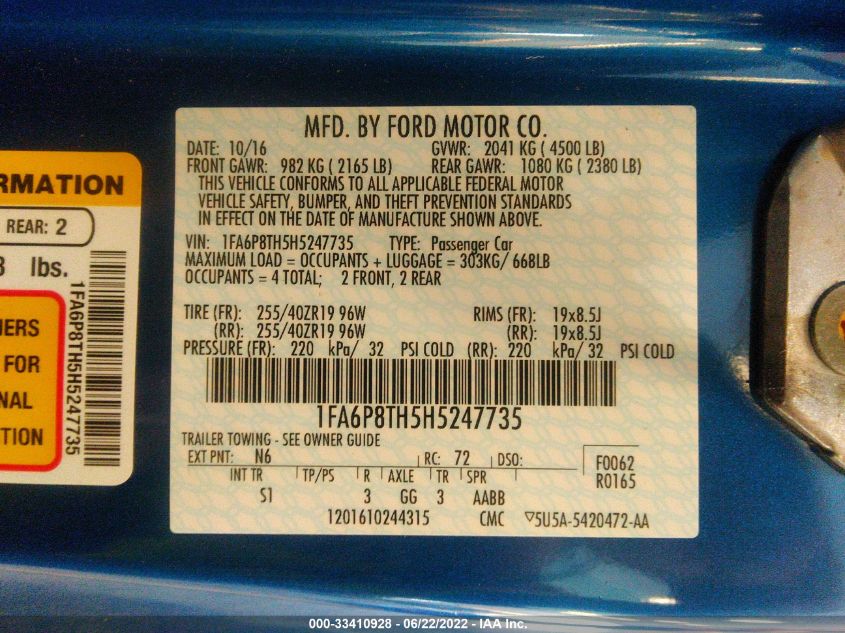 MFD. BY FORD MOTOR CO.
DATE: 10/16 GVWR: 2041 KG ( 4500 LB)
FRONT GAWR: 982 KG ( 2165 LB) REAR GAWR: 1080 KG ( 2380 LB)
THIS VEHICLE CONFORMS TO ALL APPLICABLE FEDERAL MOTOR
VEHICLE SAFETY, BUMPER, AND THEFT PREVENTION STANDARDS
IN EFFECT ON THE DATE OF MANUFACTURE SHOWN ABOVE.
VIN: 1FA6P8TH5H5247735 TYPE: Passenger Car
MAXIMUM LOAD = OCCUPANTS + LUGGAGE = 303KG/ 668LB
OCCUPANTS = 4 TOTAL; 2 FRONT, 2 REAR
TIRE (FR): 255/40ZR19 96W RIMS (FR): 19x8.5J
(RR): 255/40ZR19 96W (RR): 19x8.5J
PRESSURE (FR): 220 kPa/ 32 PSI COLD (RR): 220 kPa/ 32 PSI COLD
1FA6P8TH5H5247735
TRAILER TOWING - SEE OWNER GUIDE
EXT PNT: N6 RC: 72 DSO: F0062
R0165
INT TR TP/PS R AXLE TR SPR
S1 3 GG 3 AABB
1201610244315 CMC ▽5U5A-5420472-AA
RMATION
REAR: 2
lbs.
1FA6P8TH5H5247735
FOR
NAL
000-33410928 - 06/22/2022 - IAA Inc.